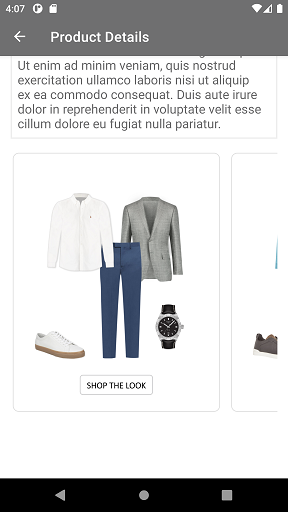 4:07
Product Details
Ut enim ad minim veniam, quis nostrud
exercitation ullamco laboris nisi ut aliquip
ex ea commodo consequat. Duis aute irure
dolor in reprehenderit in voluptate velit esse
cillum dolore eu fugiat nulla pariatur.
SHOP THE LOOK